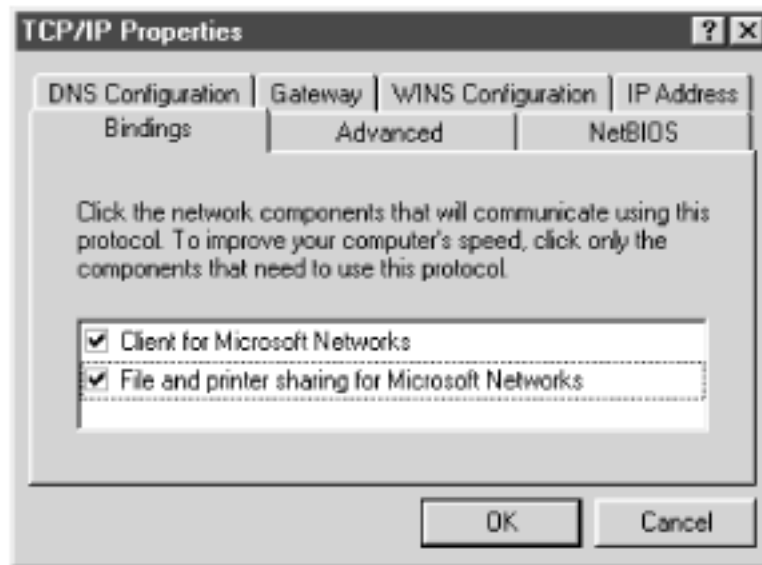 TCP/IP Properties
? X
DNS Configuration Gateway WINS Configuration IP Address
Bindings Advanced NetBIOS
Click the network components that will communicate using this
protocol. To improve your computer's speed, click only the
components that need to use this protocol.
Client for Microsoft Networks
File and printer sharing for Microsoft Networks
OK Cancel